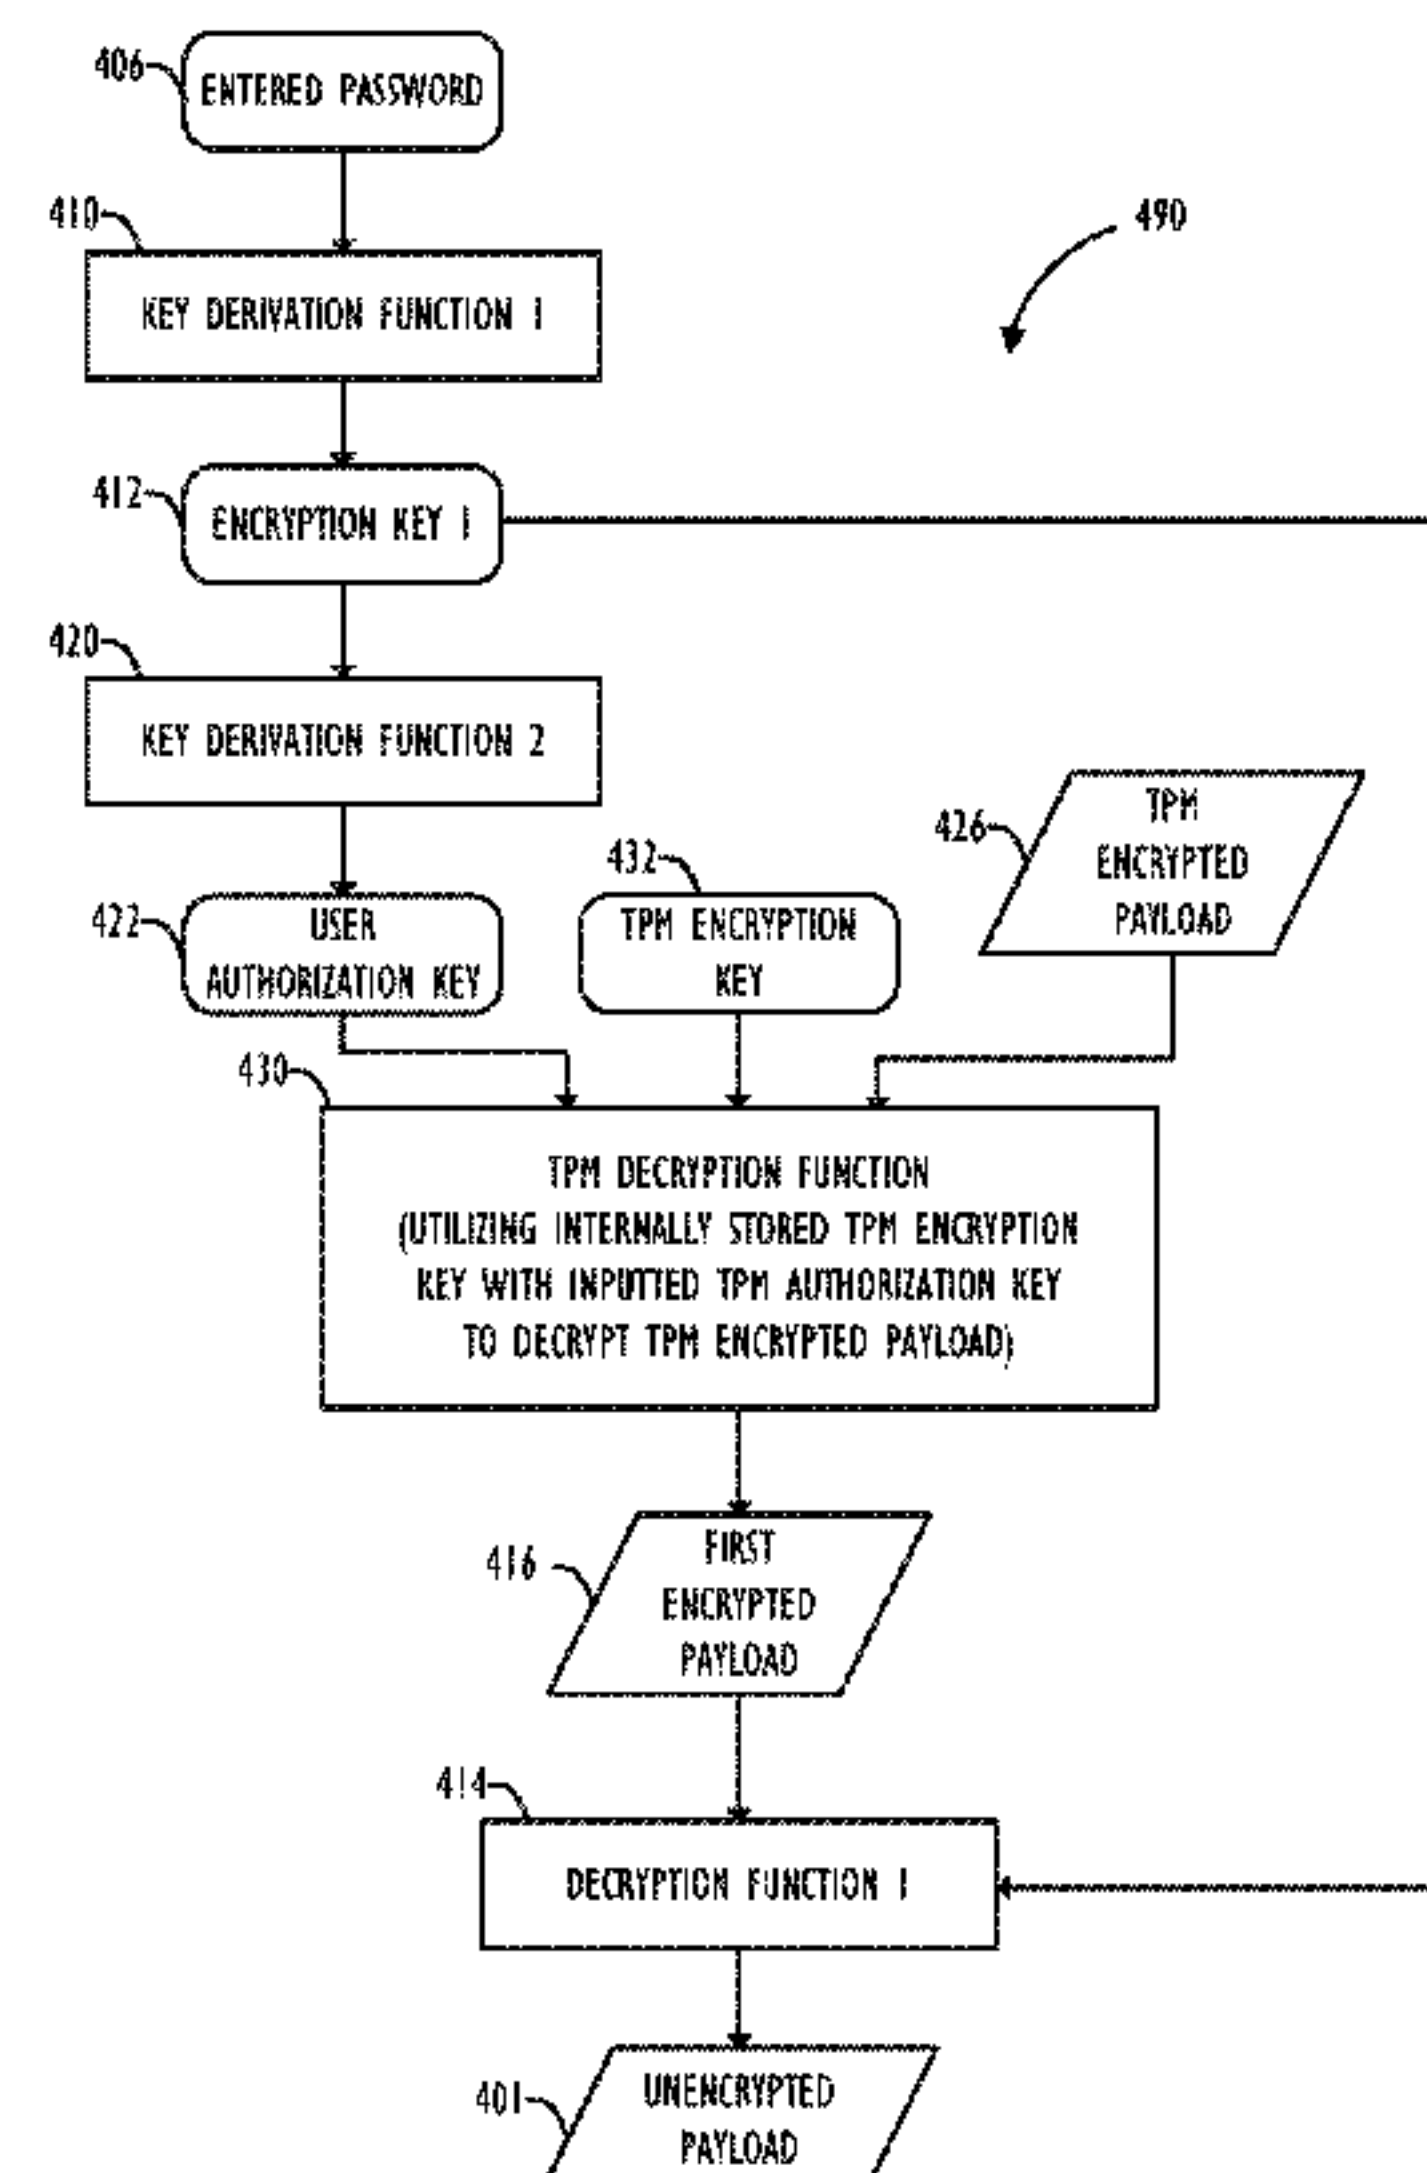 406
ENTERED PASSWORD
410
490
KEY DERIVATION FUNCTION 1
412
ENCRYPTION KEY 1
420
KEY DERIVATION FUNCTION 2
426
TPM
ENCRYPTED
PAYLOAD
432
422
USER
AUTHORIZATION KEY
TPM ENCRYPTION
KEY
430
TPM DECRYPTION FUNCTION
(UTILIZING INTERNALLY STORED TPM ENCRYPTION
KEY WITH INPUTTED TPM AUTHORIZATION KEY
TO DECRYPT TPM ENCRYPTED PAYLOAD)
416
FIRST
ENCRYPTED
PAYLOAD
414
DECRYPTION FUNCTION 1
401
UNENCRYPTED
PAYLOAD